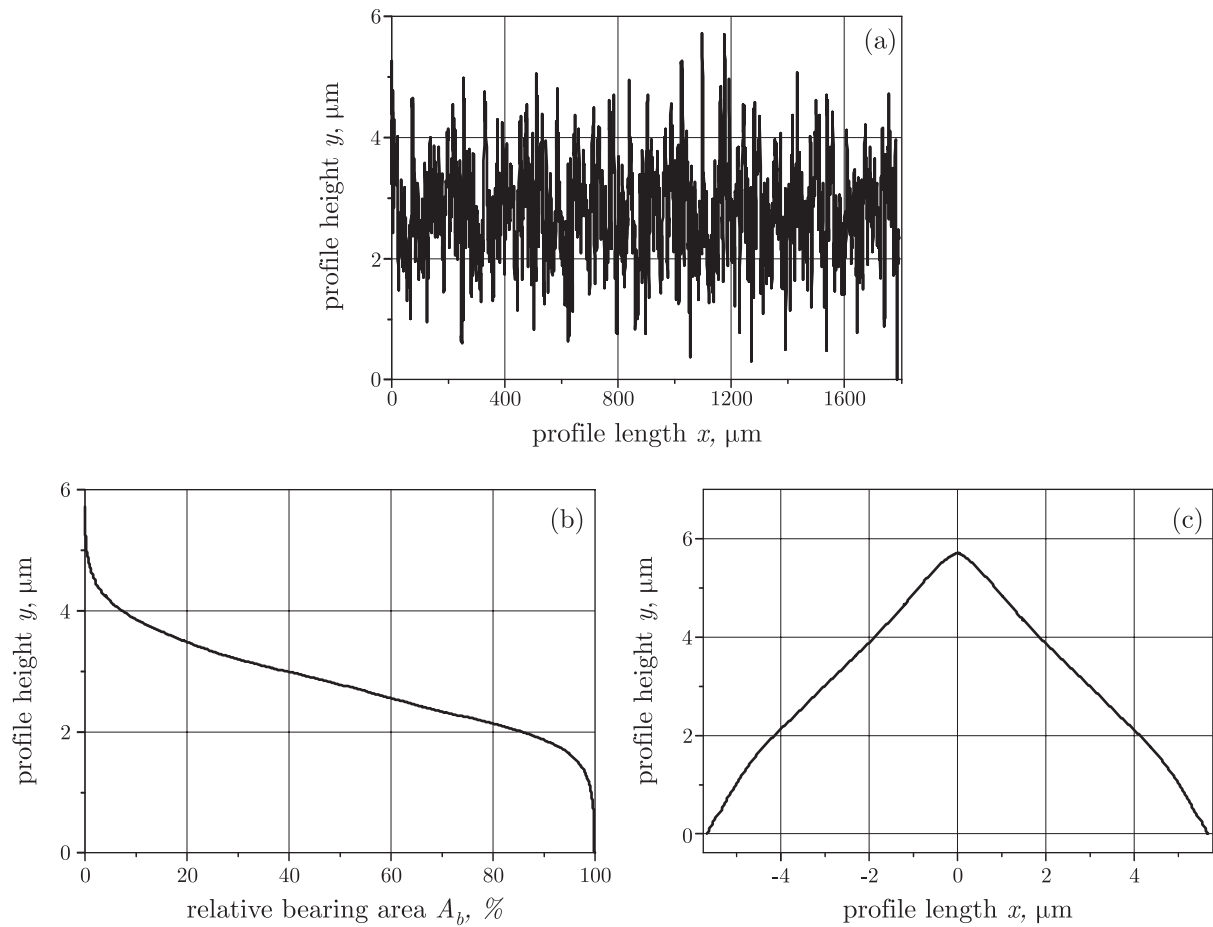 (a)
profile height y, μm
6
4
2
0
0 400 800 1200 1600
profile length x, μm
(b)
profile height y, μm
6
4
2
0
0 20 40 60 80 100
relative bearing area A_b, %
(c)
profile height y, μm
6
4
2
0
-4 -2 0 2 4
profile length x, μm